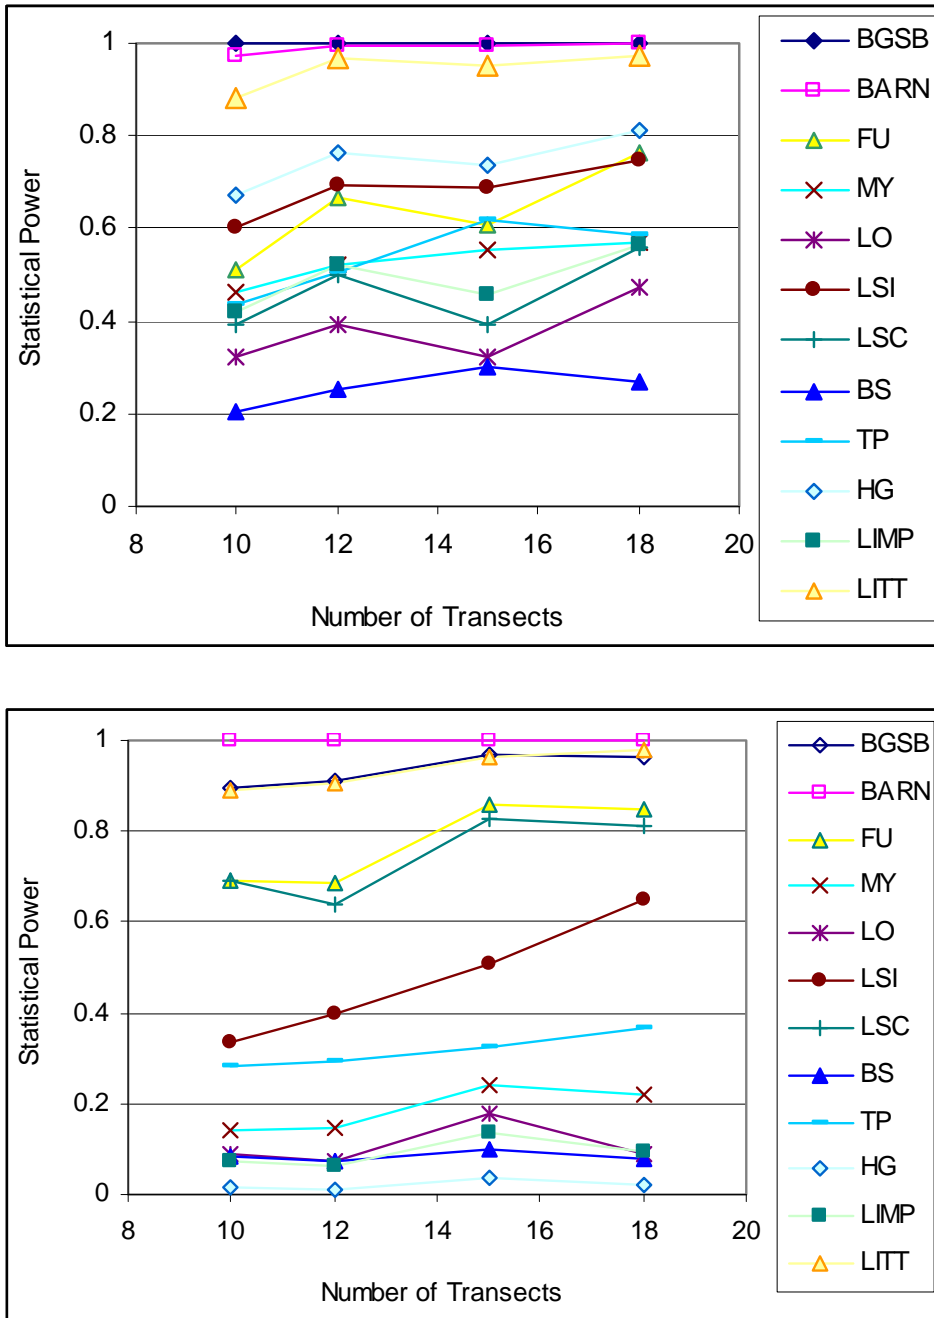 Statistical Power
1
0.8
0.6
0.4
0.2
0
8 10 12 14 16 18 20
Number of Transects
BGSB
BARN
FU
MY
LO
LSI
LSC
BS
TP
HG
LIMP
LITT
Statistical Power
1
0.8
0.6
0.4
0.2
0
8 10 12 14 16 18 20
Number of Transects
BGSB
BARN
FU
MY
LO
LSI
LSC
BS
TP
HG
LIMP
LITT